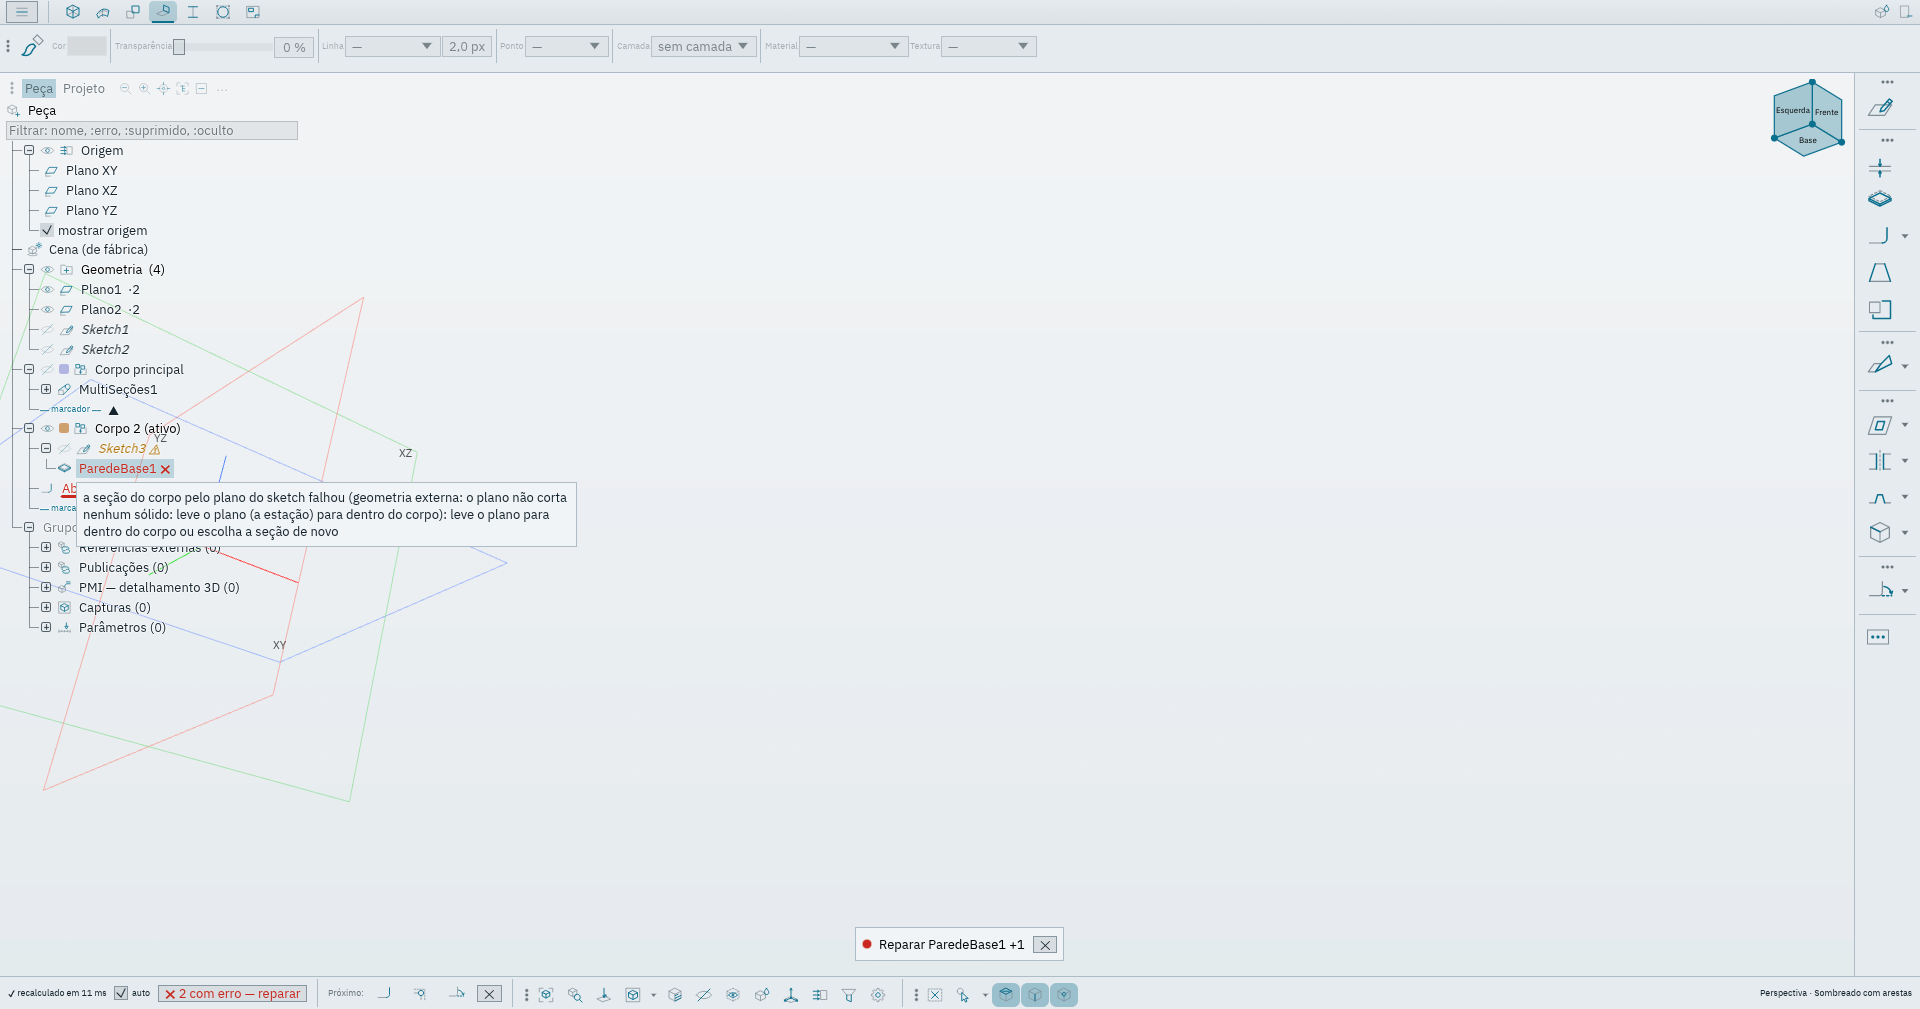 Cor
Transparência
0 %
Linha
—
2,0 px
Ponto
—
Camada
sem camada
Material
—
Textura
—
Peça
Projeto
Peça
Filtrar: nome, :erro, :suprimido, :oculto
Origem
Plano XY
Plano XZ
Plano YZ
mostrar origem
Cena (de fábrica)
Geometria (4)
Plano1 ·2
Plano2 ·2
Sketch1
Sketch2
Corpo principal
MultiSeções1
marcador
Corpo 2 (ativo)
YZ
Sketch3
XZ
ParedeBase1
Ab
a seção do corpo pelo plano do sketch falhou (geometria externa: o plano não corta
nenhum sólido: leve o plano (a estação) para dentro do corpo): leve o plano para
dentro do corpo ou escolha a seção de novo
marca
Grupo
Referências externas (0)
Publicações (0)
PMI — detalhamento 3D (0)
Capturas (0)
Parâmetros (0)
XY
Esquerda
Frente
Base
Reparar ParedeBase1 +1
recalculado em 11 ms
auto
2 com erro — reparar
Próximo:
Perspectiva · Sombreado com arestas